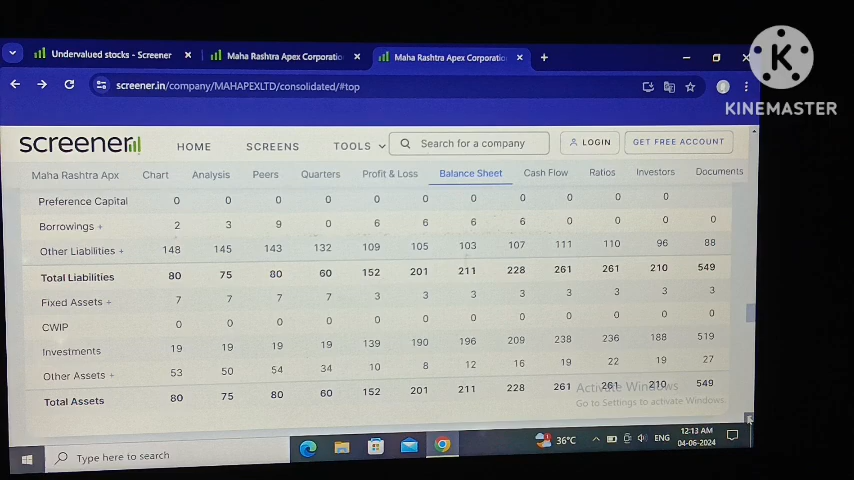 Undervalued stocks - Screener
Maha Rashtra Apex Corporatio
Maha Rashtra Apex Corporatio
screener.in/company/MAHAPEXLTD/consolidated/#top
K
KINEMASTER
screener
HOME
SCREENS
TOOLS
Search for a company
LOGIN
GET FREE ACCOUNT
Maha Rashtra Apx Chart Analysis Peers Quarters Profit & Loss Balance Sheet Cash Flow Ratios Investors Documents
Preference Capital 0 0 0 0 0 0 0 0 0 0 0
Borrowings + 2 3 9 0 6 6 6 6 0 0 0 0
Other Liabilities + 148 145 143 132 109 105 103 107 111 110 96 88
Total Liabilities 80 75 80 60 152 201 211 228 261 261 210 549
Fixed Assets + 7 7 7 7 3 3 3 3 3 3 3 3
CWIP 0 0 0 0 0 0 0 0 0 0 0 0
Investments 19 19 19 19 139 190 196 209 238 236 188 519
Other Assets + 53 50 54 34 10 8 12 16 19 22 19 27
Total Assets 80 75 80 60 152 201 211 228 261 261 210 549
Activate Windows
Go to Settings to activate Windows.
Type here to search
36°C
ENG
12:13 AM
04-06-2024